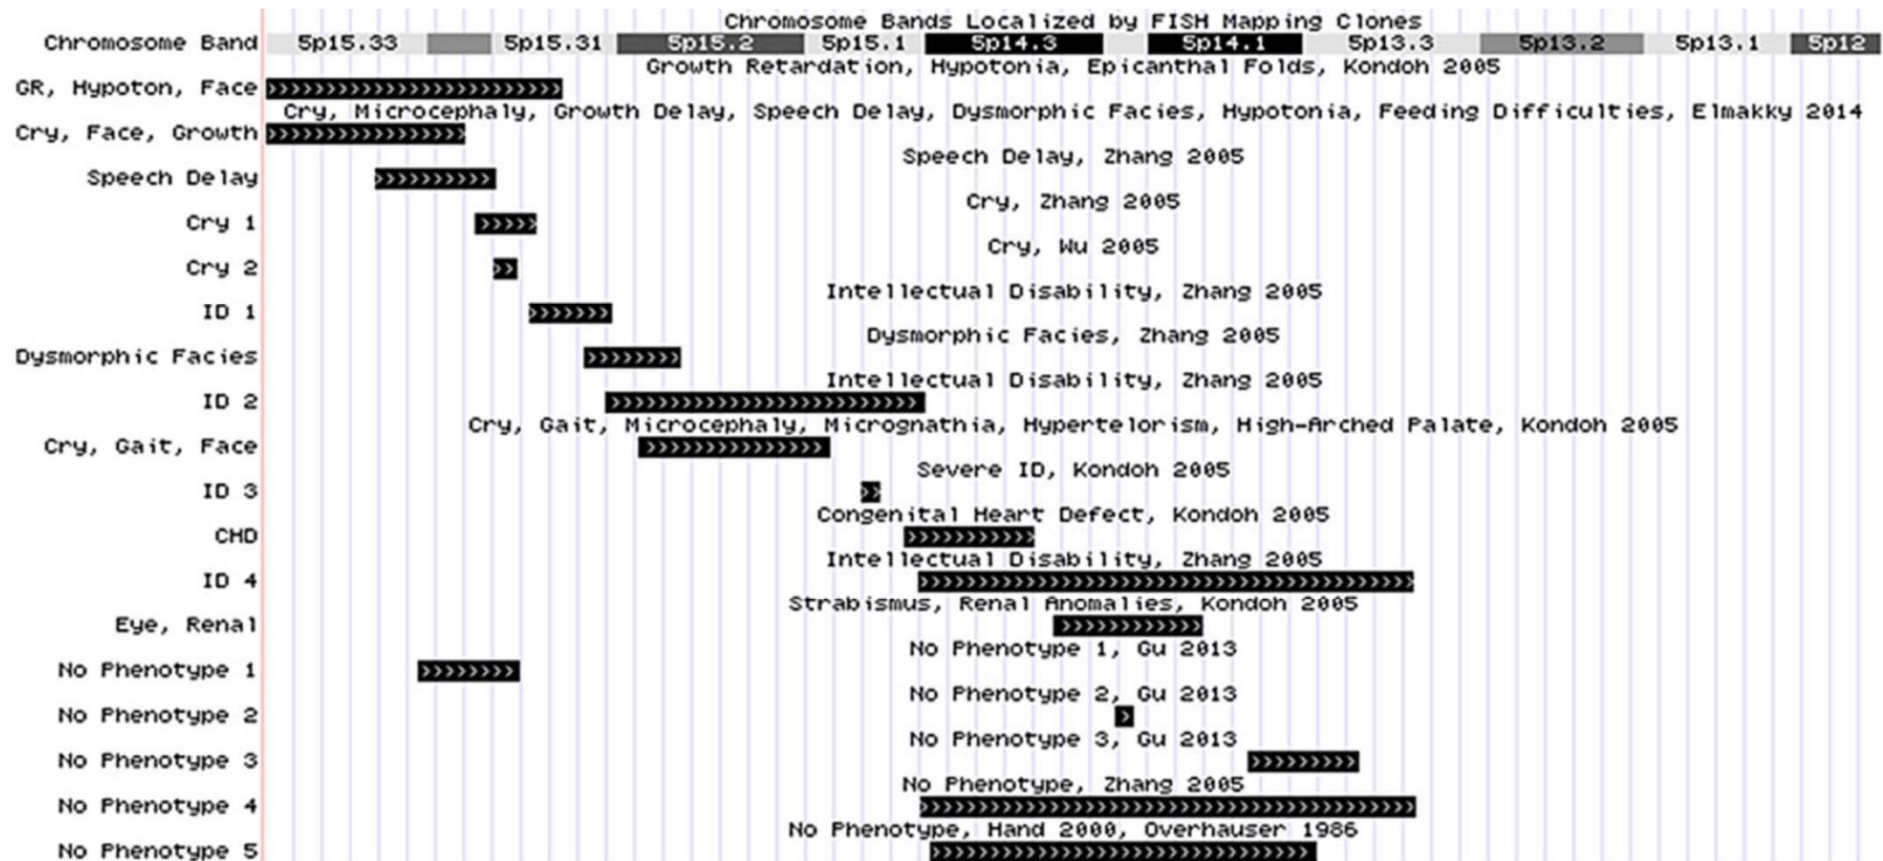 Chromosome Bands Localized by FISH Mapping Clones
Chromosome Band 5p15.33 5p15.31 5p15.2 5p15.1 5p14.3 5p14.1 5p13.3 5p13.2 5p13.1 5p12
Growth Retardation, Hypotonia, Epicanthal Folds, Kondoh 2005
GR, Hypoton, Face
Cry, Microcephaly, Growth Delay, Speech Delay, Dysmorphic Facies, Hypotonia, Feeding Difficulties, Elmakky 2014
Cry, Face, Growth
Speech Delay, Zhang 2005
Speech Delay
Cry, Zhang 2005
Cry 1
Cry, Wu 2005
Cry 2
Intellectual Disability, Zhang 2005
ID 1
Dysmorphic Facies, Zhang 2005
Dysmorphic Facies
Intellectual Disability, Zhang 2005
ID 2
Cry, Gait, Microcephaly, Micrognathia, Hypertelorism, High-Arched Palate, Kondoh 2005
Cry, Gait, Face
Severe ID, Kondoh 2005
ID 3
Congenital Heart Defect, Kondoh 2005
CHD
Intellectual Disability, Zhang 2005
ID 4
Strabismus, Renal Anomalies, Kondoh 2005
Eye, Renal
No Phenotype 1, Gu 2013
No Phenotype 1
No Phenotype 2, Gu 2013
No Phenotype 2
No Phenotype 3, Gu 2013
No Phenotype 3
No Phenotype, Zhang 2005
No Phenotype 4
No Phenotype, Hand 2000, Overhauser 1986
No Phenotype 5